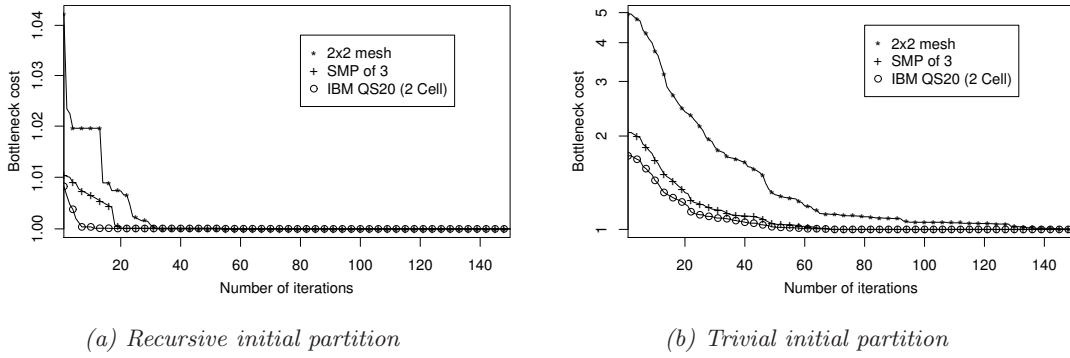 Bottleneck cost
1.00 1.01 1.02 1.03 1.04
2x2 mesh
SMP of 3
IBM QS20 (2 Cell)
20 40 60 80 100 120 140
Number of iterations
(a) Recursive initial partition
Bottleneck cost
1 2 3 4 5
2x2 mesh
SMP of 3
IBM QS20 (2 Cell)
20 40 60 80 100 120 140
Number of iterations
(b) Trivial initial partition